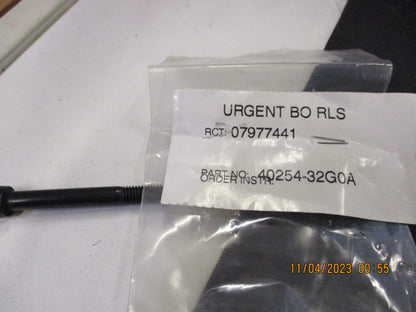 URGENT BO RLS
RCT: 07977441
PART NO: 40254-32G0A
ORDER INSTR:
11/04/2023 00:55